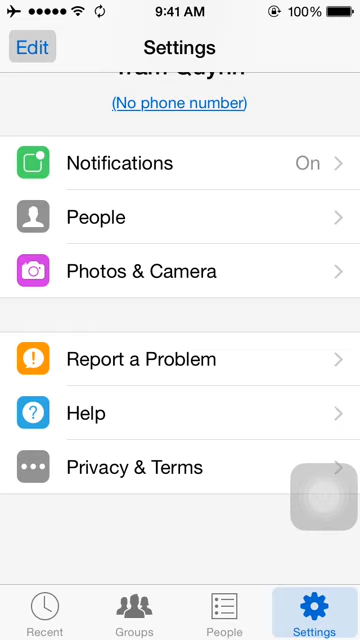 9:41 AM
100%
Edit
Settings
(No phone number)
Notifications
On
People
Photos & Camera
Report a Problem
Help
Privacy & Terms
Recent
Groups
People
Settings